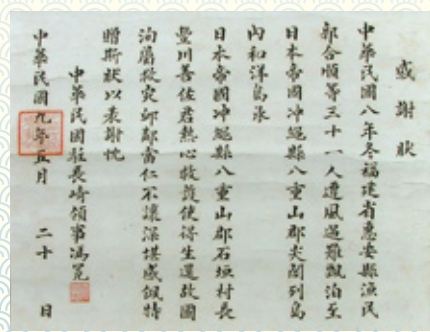 感謝狀
中華民國八年冬福建省惠安縣漁民
郭合順等三十一人遭風遇難飄泊至
日本帝國沖繩縣八重山郡尖閣列島
內和洋島承
日本帝國沖繩縣八重山郡石垣村長
豐川善佐君熱心救護使得生還故國
洵屬救災卹鄰當仁不讓深堪感佩特
贈斯狀以表謝忱
中華民國駐長崎領事馮冕
中華民國九年五月二十日